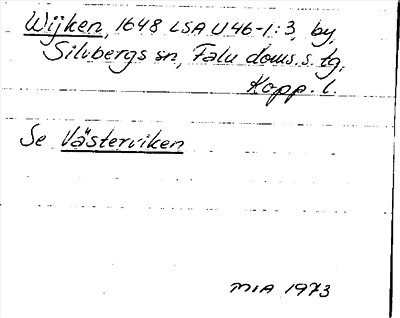 Wijken, 1648 LSA U46-1:3, by,
Silvbergs sn, Falu doms. s. tg,
Kopp. l.
Se Västerviken
MIA 1973